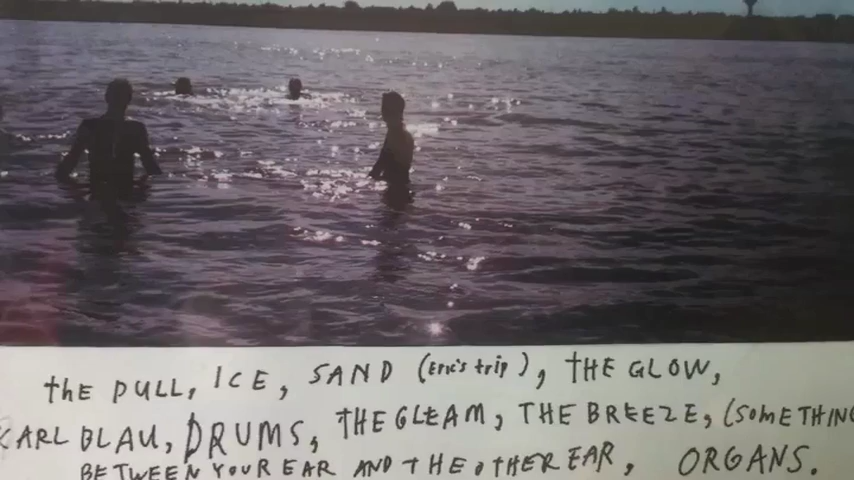 the PULL, ICE, SAND (Eric's trip), tHE GLOW,
KARL BLAU, DRUMS, tHE GLEAM, THE BREEZE, (SOMETHING
BETWEEN YOUR EAR AND tHE OtHER EAR, ORGANS.